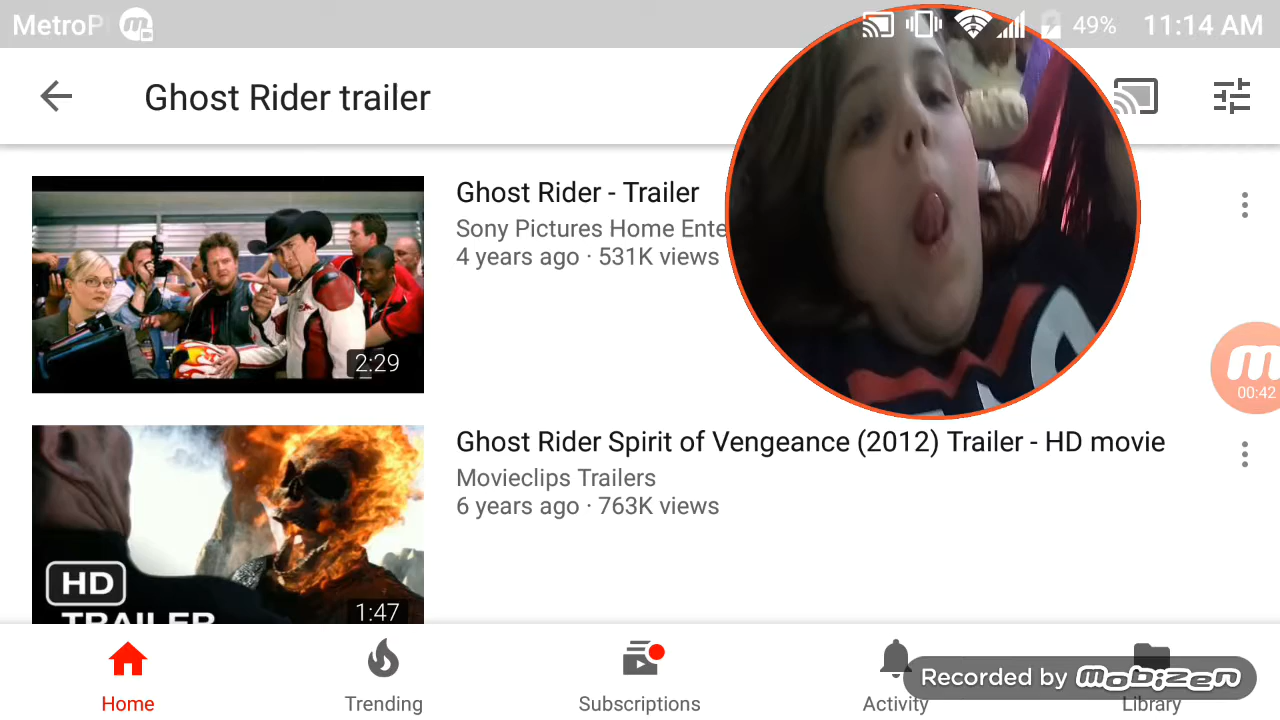 MetroP
49%
11:14 AM
Ghost Rider trailer
Ghost Rider - Trailer
Sony Pictures Home Ente
4 years ago · 531K views
2:29
00:42
Ghost Rider Spirit of Vengeance (2012) Trailer - HD movie
Movieclips Trailers
6 years ago · 763K views
HD
TRAILER
1:47
Home
Trending
Subscriptions
Activity
Library
Recorded by Mobizen